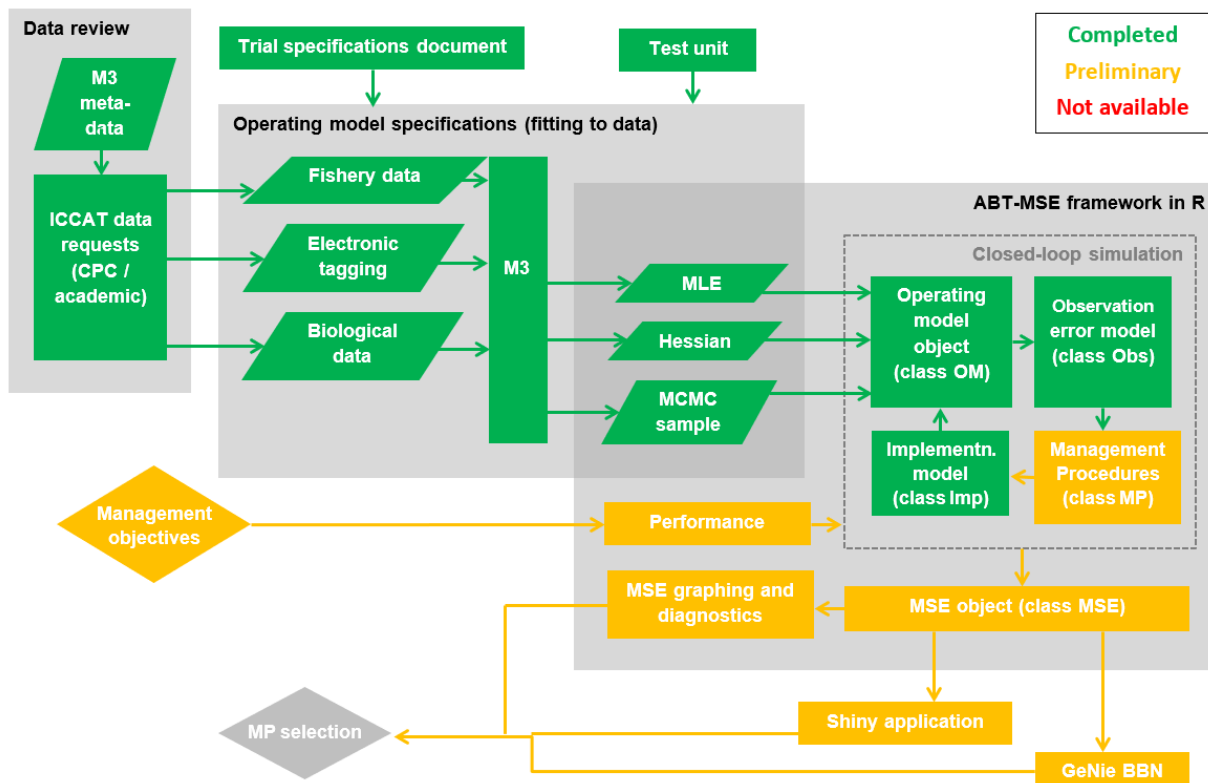 Data review
M3
meta-
data
ICCAT data
requests
(CPC /
academic)
Trial specifications document
Test unit
Completed
Preliminary
Not available
Operating model specifications (fitting to data)
Fishery data
Electronic
tagging
Biological
data
M3
ABT-MSE framework in R
MLE
Hessian
MCMC
sample
Closed-loop simulation
Operating
model
object
(class OM)
Observation
error model
(class Obs)
Implementn.
model
(class Imp)
Management
Procedures
(class MP)
Management
objectives
Performance
MSE graphing and
diagnostics
MSE object (class MSE)
MP selection
Shiny application
GeNie BBN